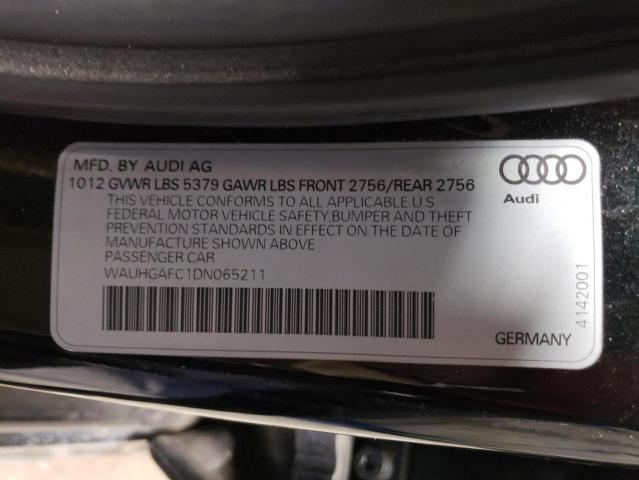 MFD. BY AUDI AG
1012 GVWR LBS 5379 GAWR LBS FRONT 2756/REAR 2756
THIS VEHICLE CONFORMS TO ALL APPLICABLE U S
FEDERAL MOTOR VEHICLE SAFETY,BUMPER AND THEFT
PREVENTION STANDARDS IN EFFECT ON THE DATE OF
MANUFACTURE SHOWN ABOVE
PASSENGER CAR
WAUHGAFC1DN065211
Audi
4142001
GERMANY